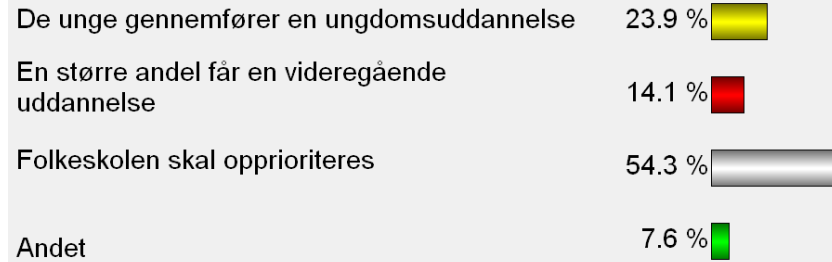 De unge gennemfører en ungdomsuddannelse 23.9 %
En større andel får en videregående
uddannelse 14.1 %
Folkeskolen skal opprioriteres 54.3 %
Andet 7.6 %